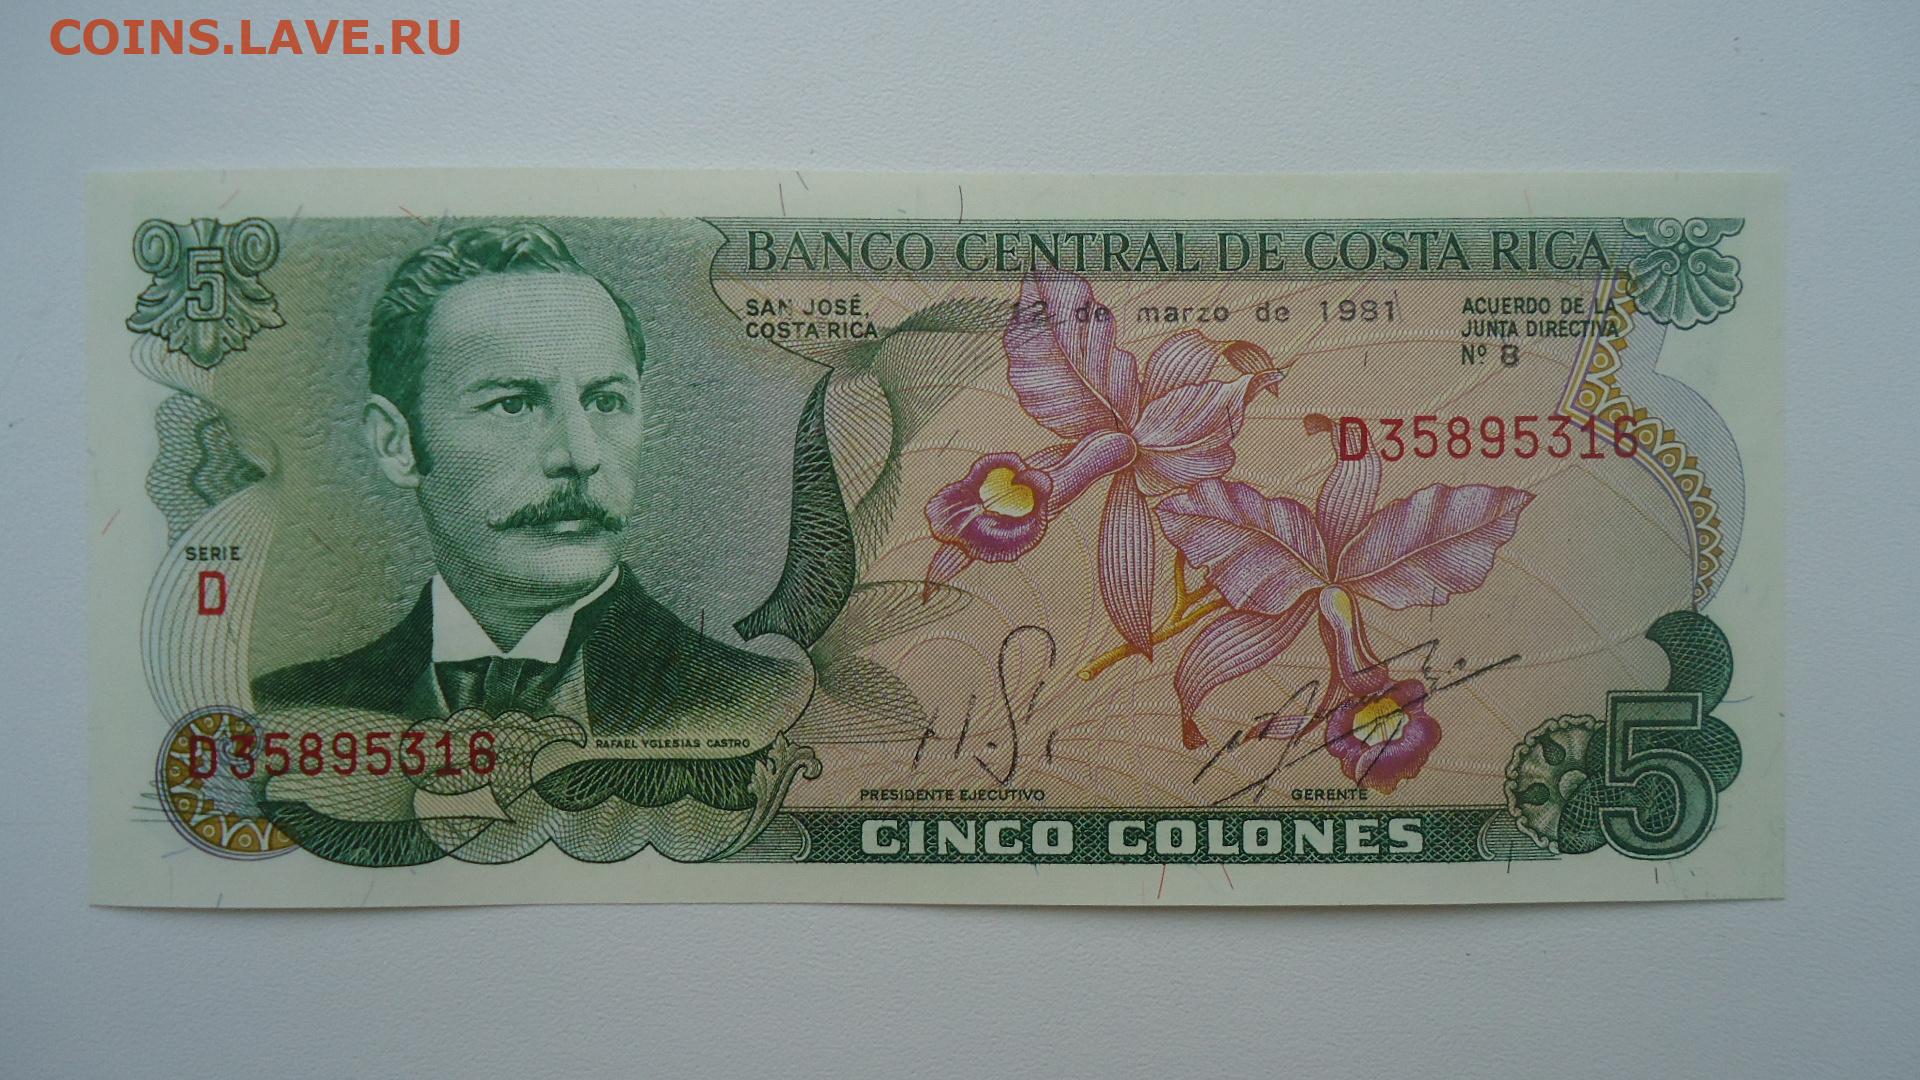 COINS.LAVE.RU
5
BANCO CENTRAL DE COSTA RICA
SAN JOSÉ,
COSTA RICA
12 de marzo de 1981
ACUERDO DE LA
JUNTA DIRECTIVA
Nº 8
D35895316
SERIE
D
D35895316
RAFAEL YGLESIAS CASTRO
PRESIDENTE EJECUTIVO
GERENTE
CINCO COLONES
5